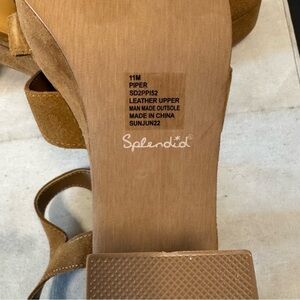 11M
PIPER
SD2PPI52
LEATHER UPPER
MAN MADE OUTSOLE
MADE IN CHINA
SUNJUN22
Splendid